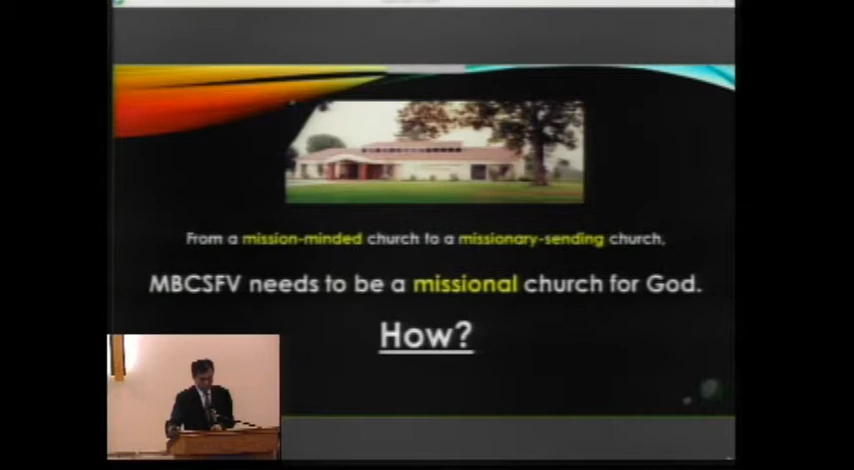 From a mission-minded church to a missionary-sending church,
MBCSFV needs to be a missional church for God.
How?